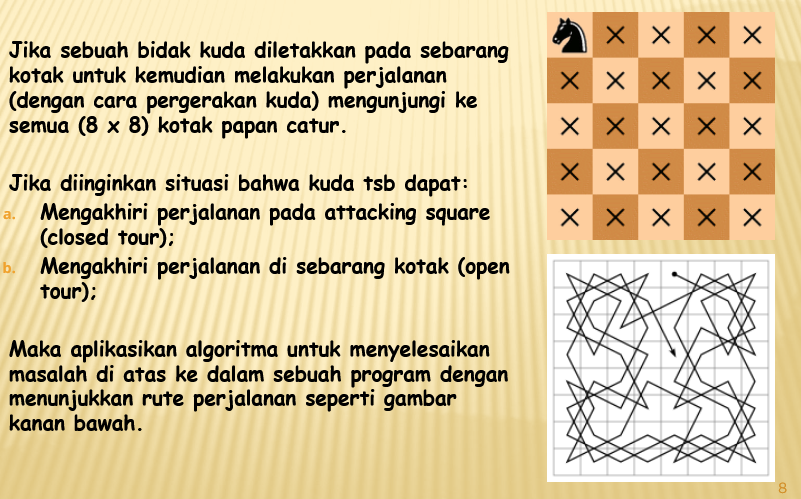 Jika sebuah bidak kuda diletakkan pada sebarang
kotak untuk kemudian melakukan perjalanan
(dengan cara pergerakan kuda) mengunjungi ke
semua (8 x 8) kotak papan catur.
Jika diinginkan situasi bahwa kuda tsb dapat:
a. Mengakhiri perjalanan pada attacking square
(closed tour);
b. Mengakhiri perjalanan di sebarang kotak (open
tour);
Maka aplikasikan algoritma untuk menyelesaikan
masalah di atas ke dalam sebuah program dengan
menunjukkan rute perjalanan seperti gambar
kanan bawah.
8